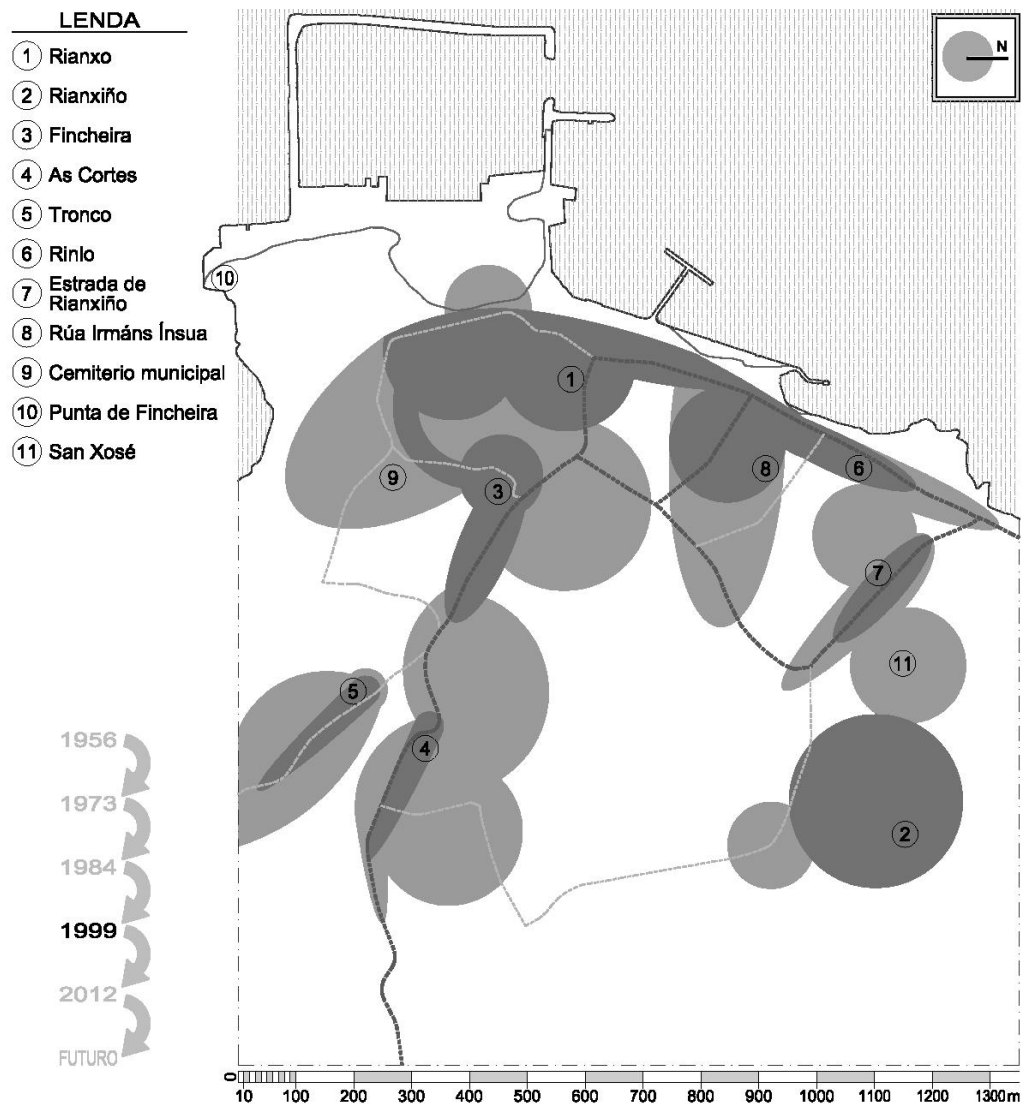 LENDA
1 Rianxo
2 Rianxiño
3 Fincheira
4 As Cortes
5 Tronco
6 Rinlo
7 Estrada de
Rianxiño
8 Rúa Irmáns Ínsua
9 Cemiterio municipal
10 Punta de Fincheira
11 San Xosé
N
10
1
9
3
8
6
7
11
5
4
2
1956
1973
1984
1999
2012
FUTURO
0
10 100 200 300 400 500 600 700 800 900 1000 1100 1200 1300m